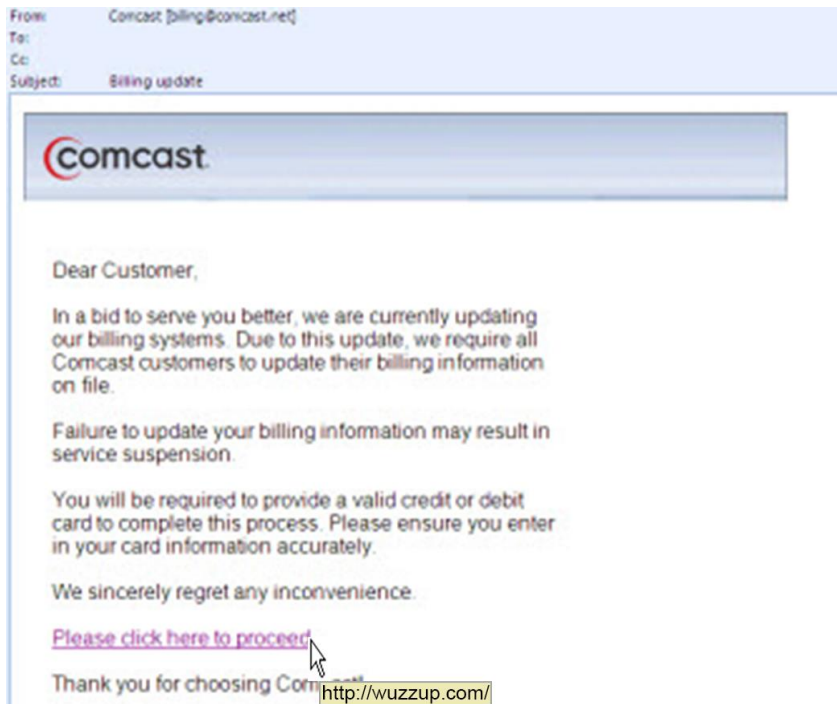 From: Comcast [billing@comcast.net]
To:
Cc:
Subject: Billing update
comcast.
Dear Customer,
In a bid to serve you better, we are currently updating
our billing systems. Due to this update, we require all
Comcast customers to update their billing information
on file.
Failure to update your billing information may result in
service suspension.
You will be required to provide a valid credit or debit
card to complete this process. Please ensure you enter
in your card information accurately.
We sincerely regret any inconvenience.
Please click here to proceed
Thank you for choosing
http://wuzzup.com/